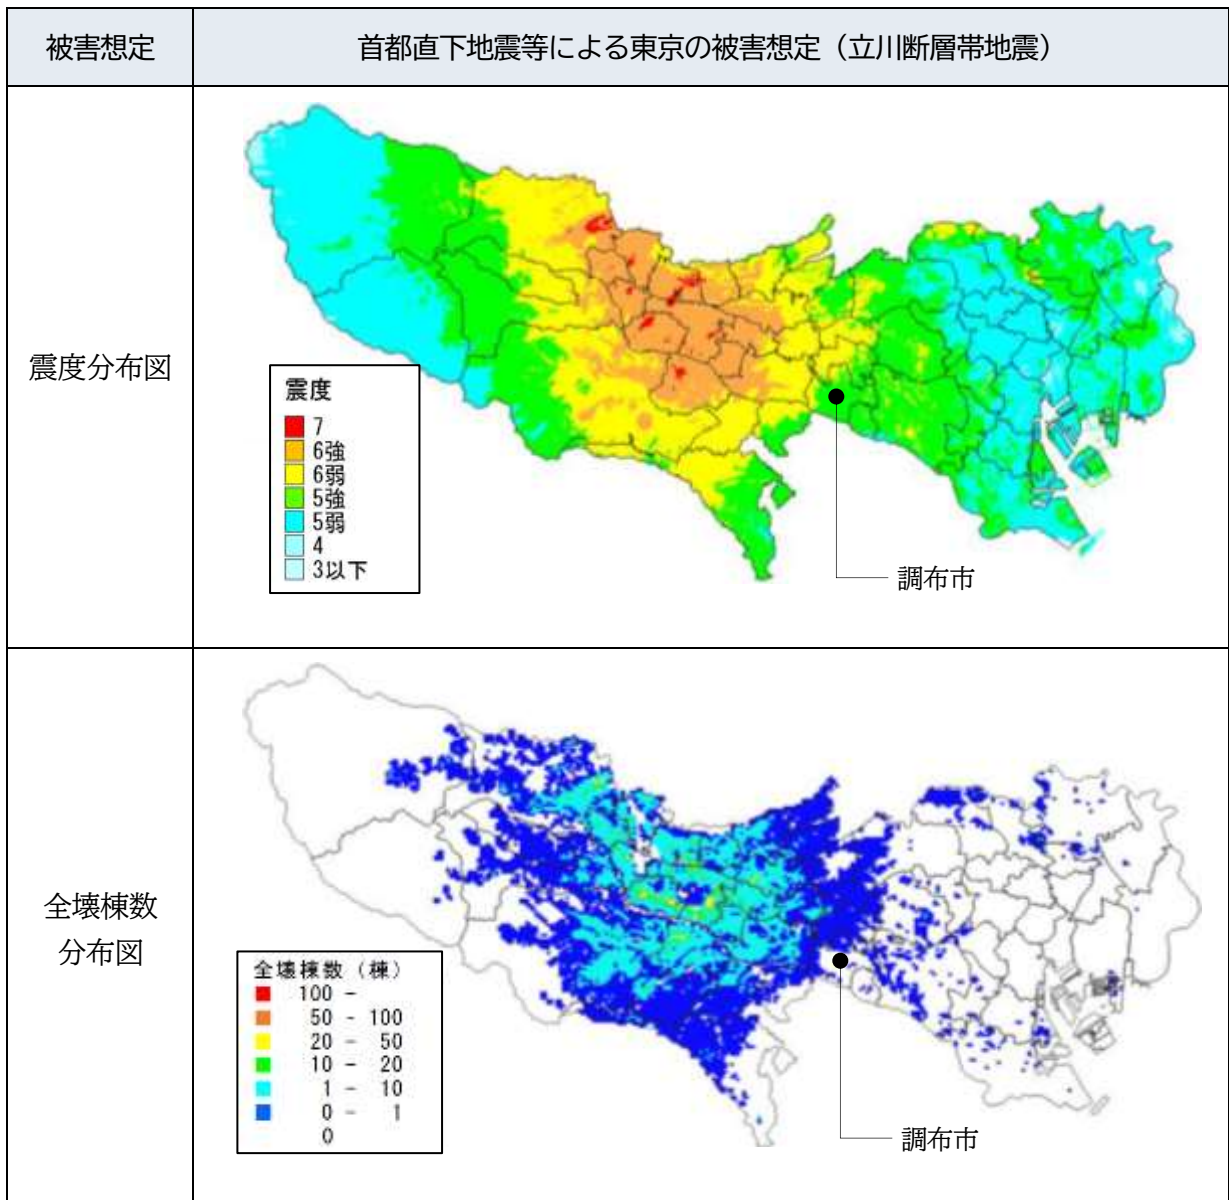 被害想定
首都直下地震等による東京の被害想定（立川断層帯地震）
震度分布図
震度
7
6強
6弱
5強
5弱
4
3以下
調布市
全壊棟数
分布図
全壊棟数（棟）
100 -
50 - 100
20 - 50
10 - 20
1 - 10
0 - 1
0
調布市